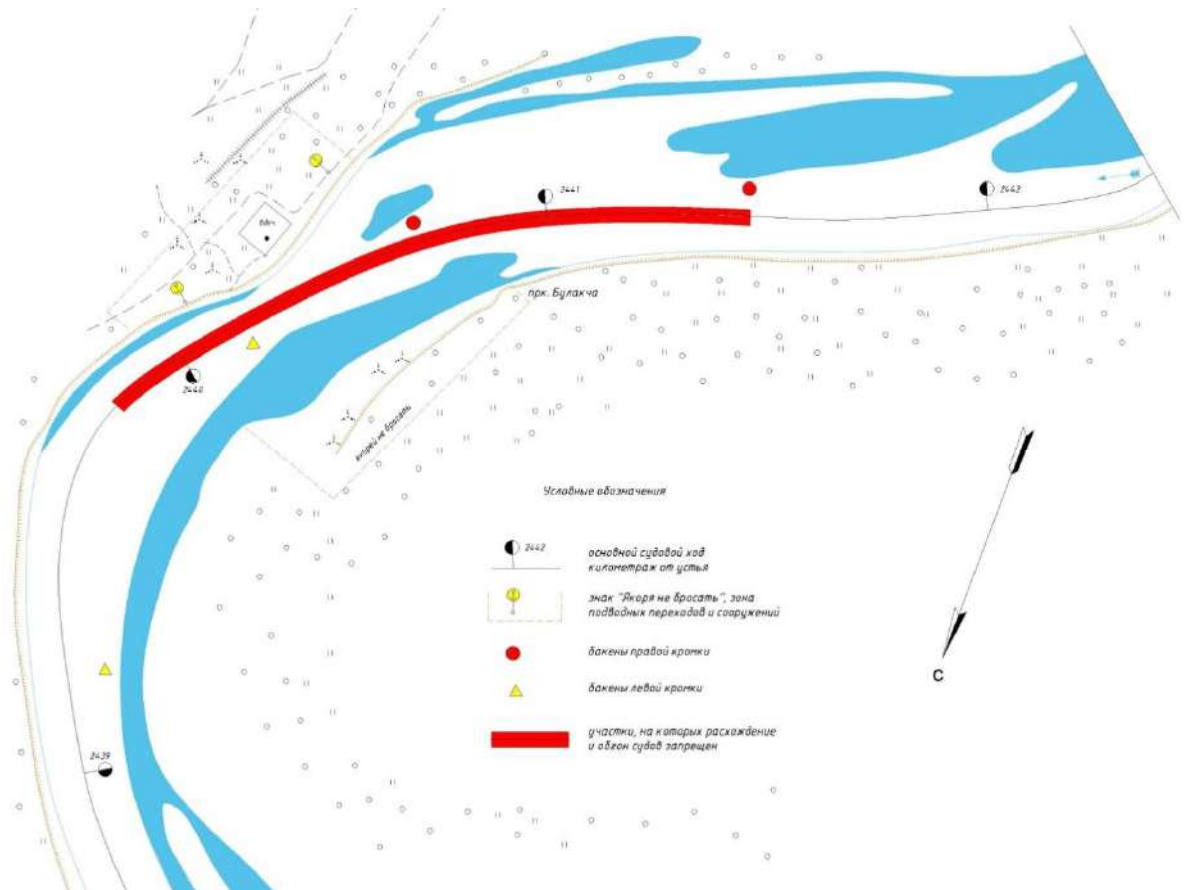 2441
2442
прк. Булакча
2440
якорей не бросать
Условные обозначения
2442
основной судовой ход
километраж от устья
знак "Якоря не бросать", зона
подводных переходов и сооружений
бакены правой кромки
С
бакены левой кромки
участки, на которых расхождение
и обгон судов запрещен
2439